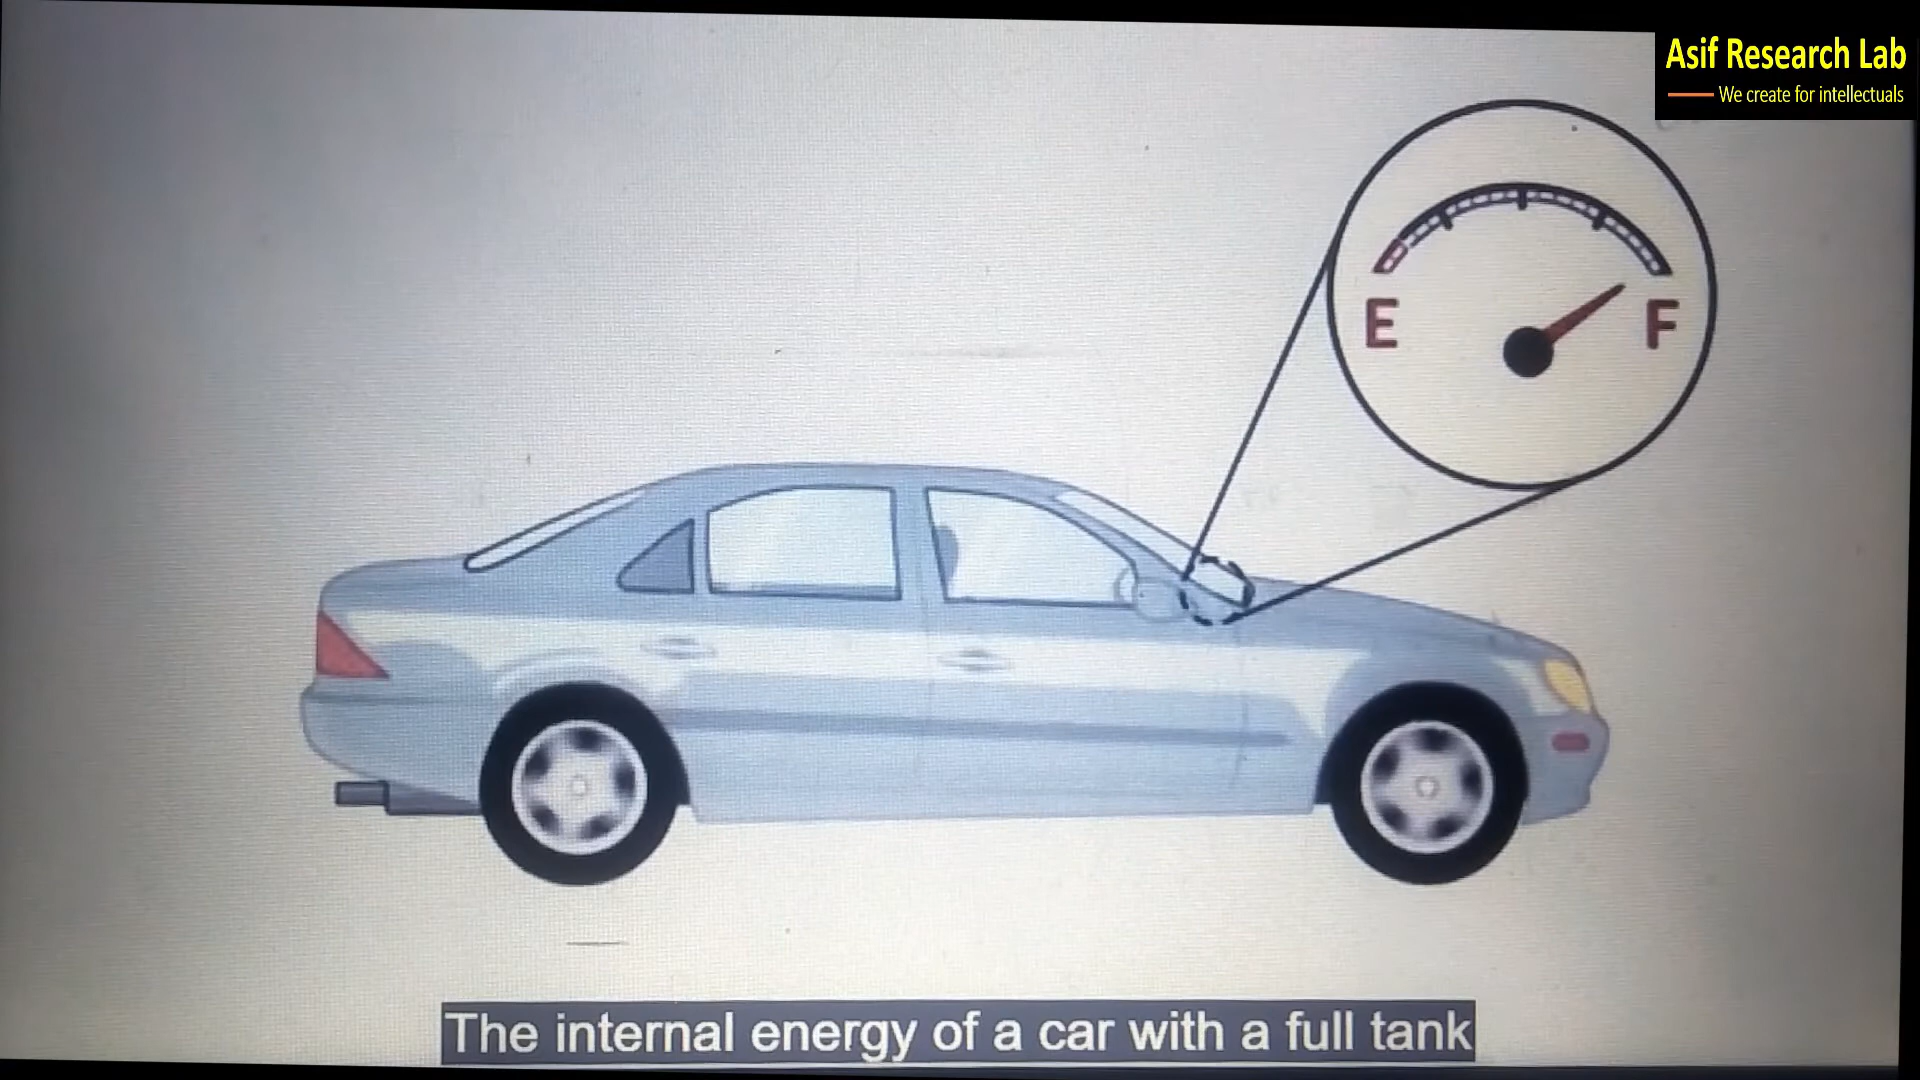 Asif Research Lab
We create for intellectuals
E F
The internal energy of a car with a full tank